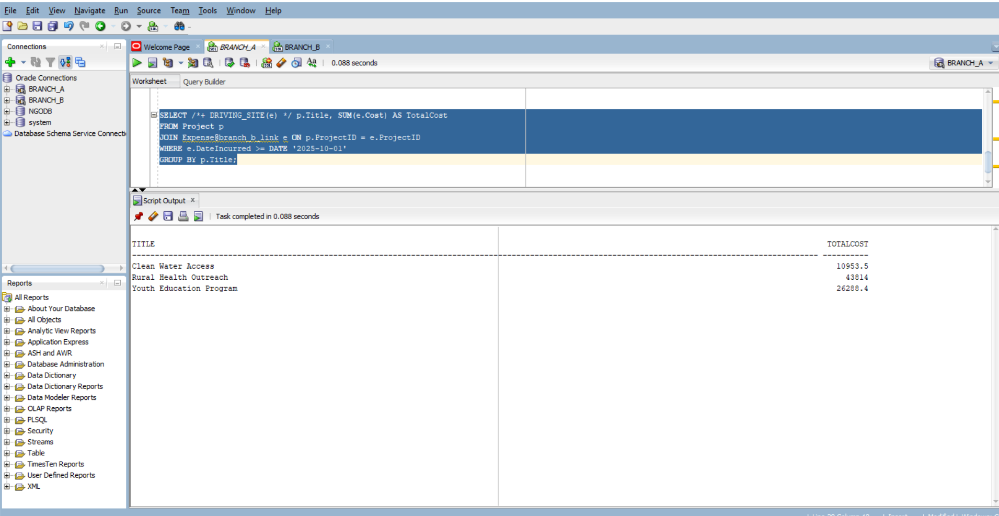 File Edit View Navigate Run Source Team Tools Window Help
Connections
Welcome Page
BRANCH_A
BRANCH_B
0.088 seconds
BRANCH_A
Oracle Connections
BRANCH_A
BRANCH_B
NGODB
system
Database Schema Service Connecti
Worksheet
Query Builder
SELECT /*+ DRIVING_SITE(e) */ p.Title, SUM(e.Cost) AS TotalCost
FROM Project p
JOIN Expense@branch_b_link e ON p.ProjectID = e.ProjectID
WHERE e.DateIncurred >= DATE '2025-10-01'
GROUP BY p.Title;
Script Output
Task completed in 0.088 seconds
TITLE TOTALCOST
Clean Water Access 10953.5
Rural Health Outreach 43814
Youth Education Program 26288.4
Reports
All Reports
About Your Database
All Objects
Analytic View Reports
Application Express
ASH and AWR
Database Administration
Data Dictionary
Data Dictionary Reports
Data Modeler Reports
OLAP Reports
PLSQL
Security
Streams
Table
TimesTen Reports
User Defined Reports
XML